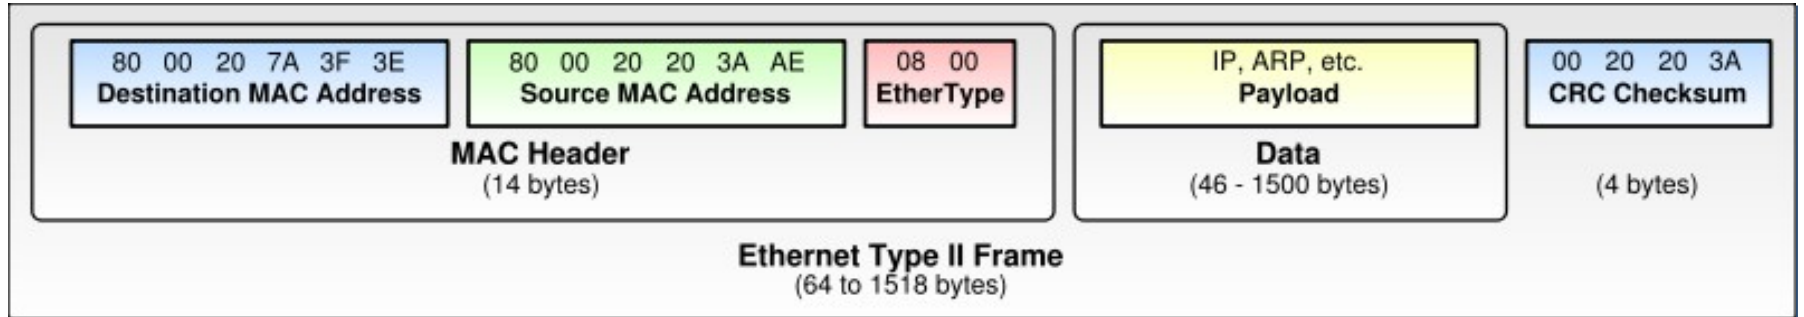 80 00 20 7A 3F 3E
Destination MAC Address
80 00 20 20 3A AE
Source MAC Address
08 00
EtherType
MAC Header
(14 bytes)
IP, ARP, etc.
Payload
Data
(46 - 1500 bytes)
00 20 20 3A
CRC Checksum
(4 bytes)
Ethernet Type II Frame
(64 to 1518 bytes)